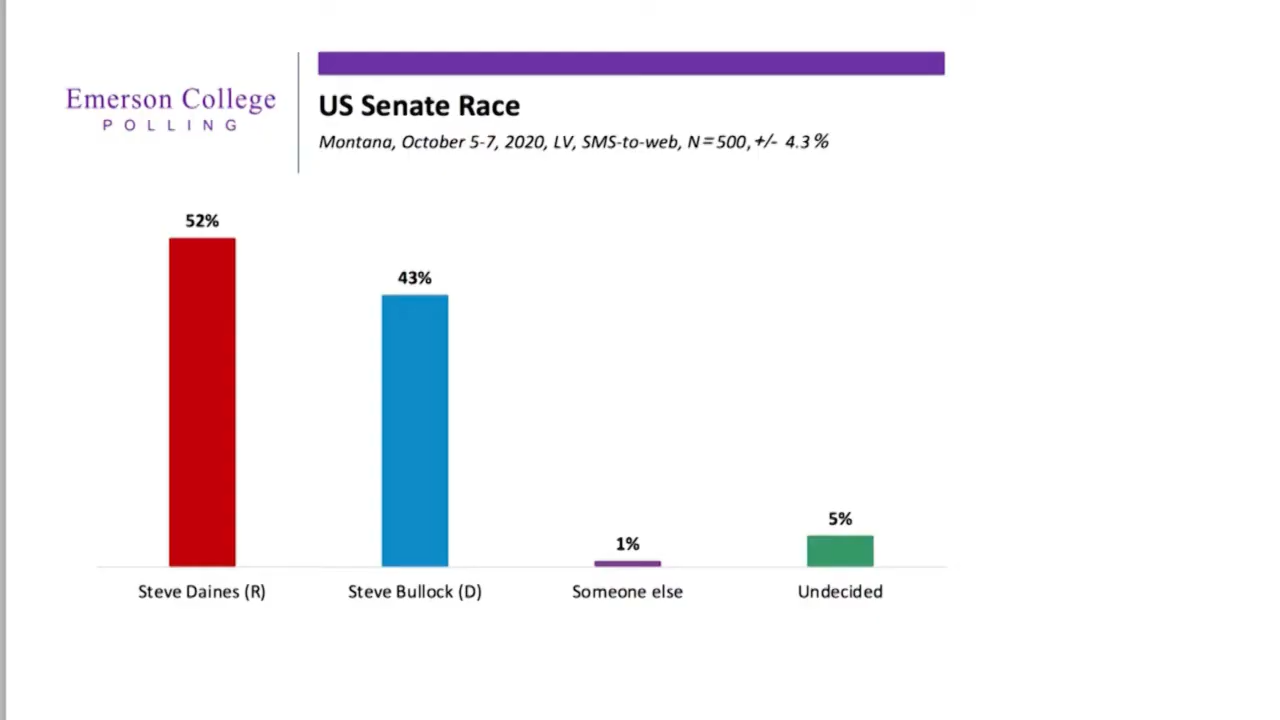 Emerson College
POLLING
US Senate Race
Montana, October 5-7, 2020, LV, SMS-to-web, N=500, +/- 4.3%
52%
43%
1%
5%
Steve Daines (R)
Steve Bullock (D)
Someone else
Undecided